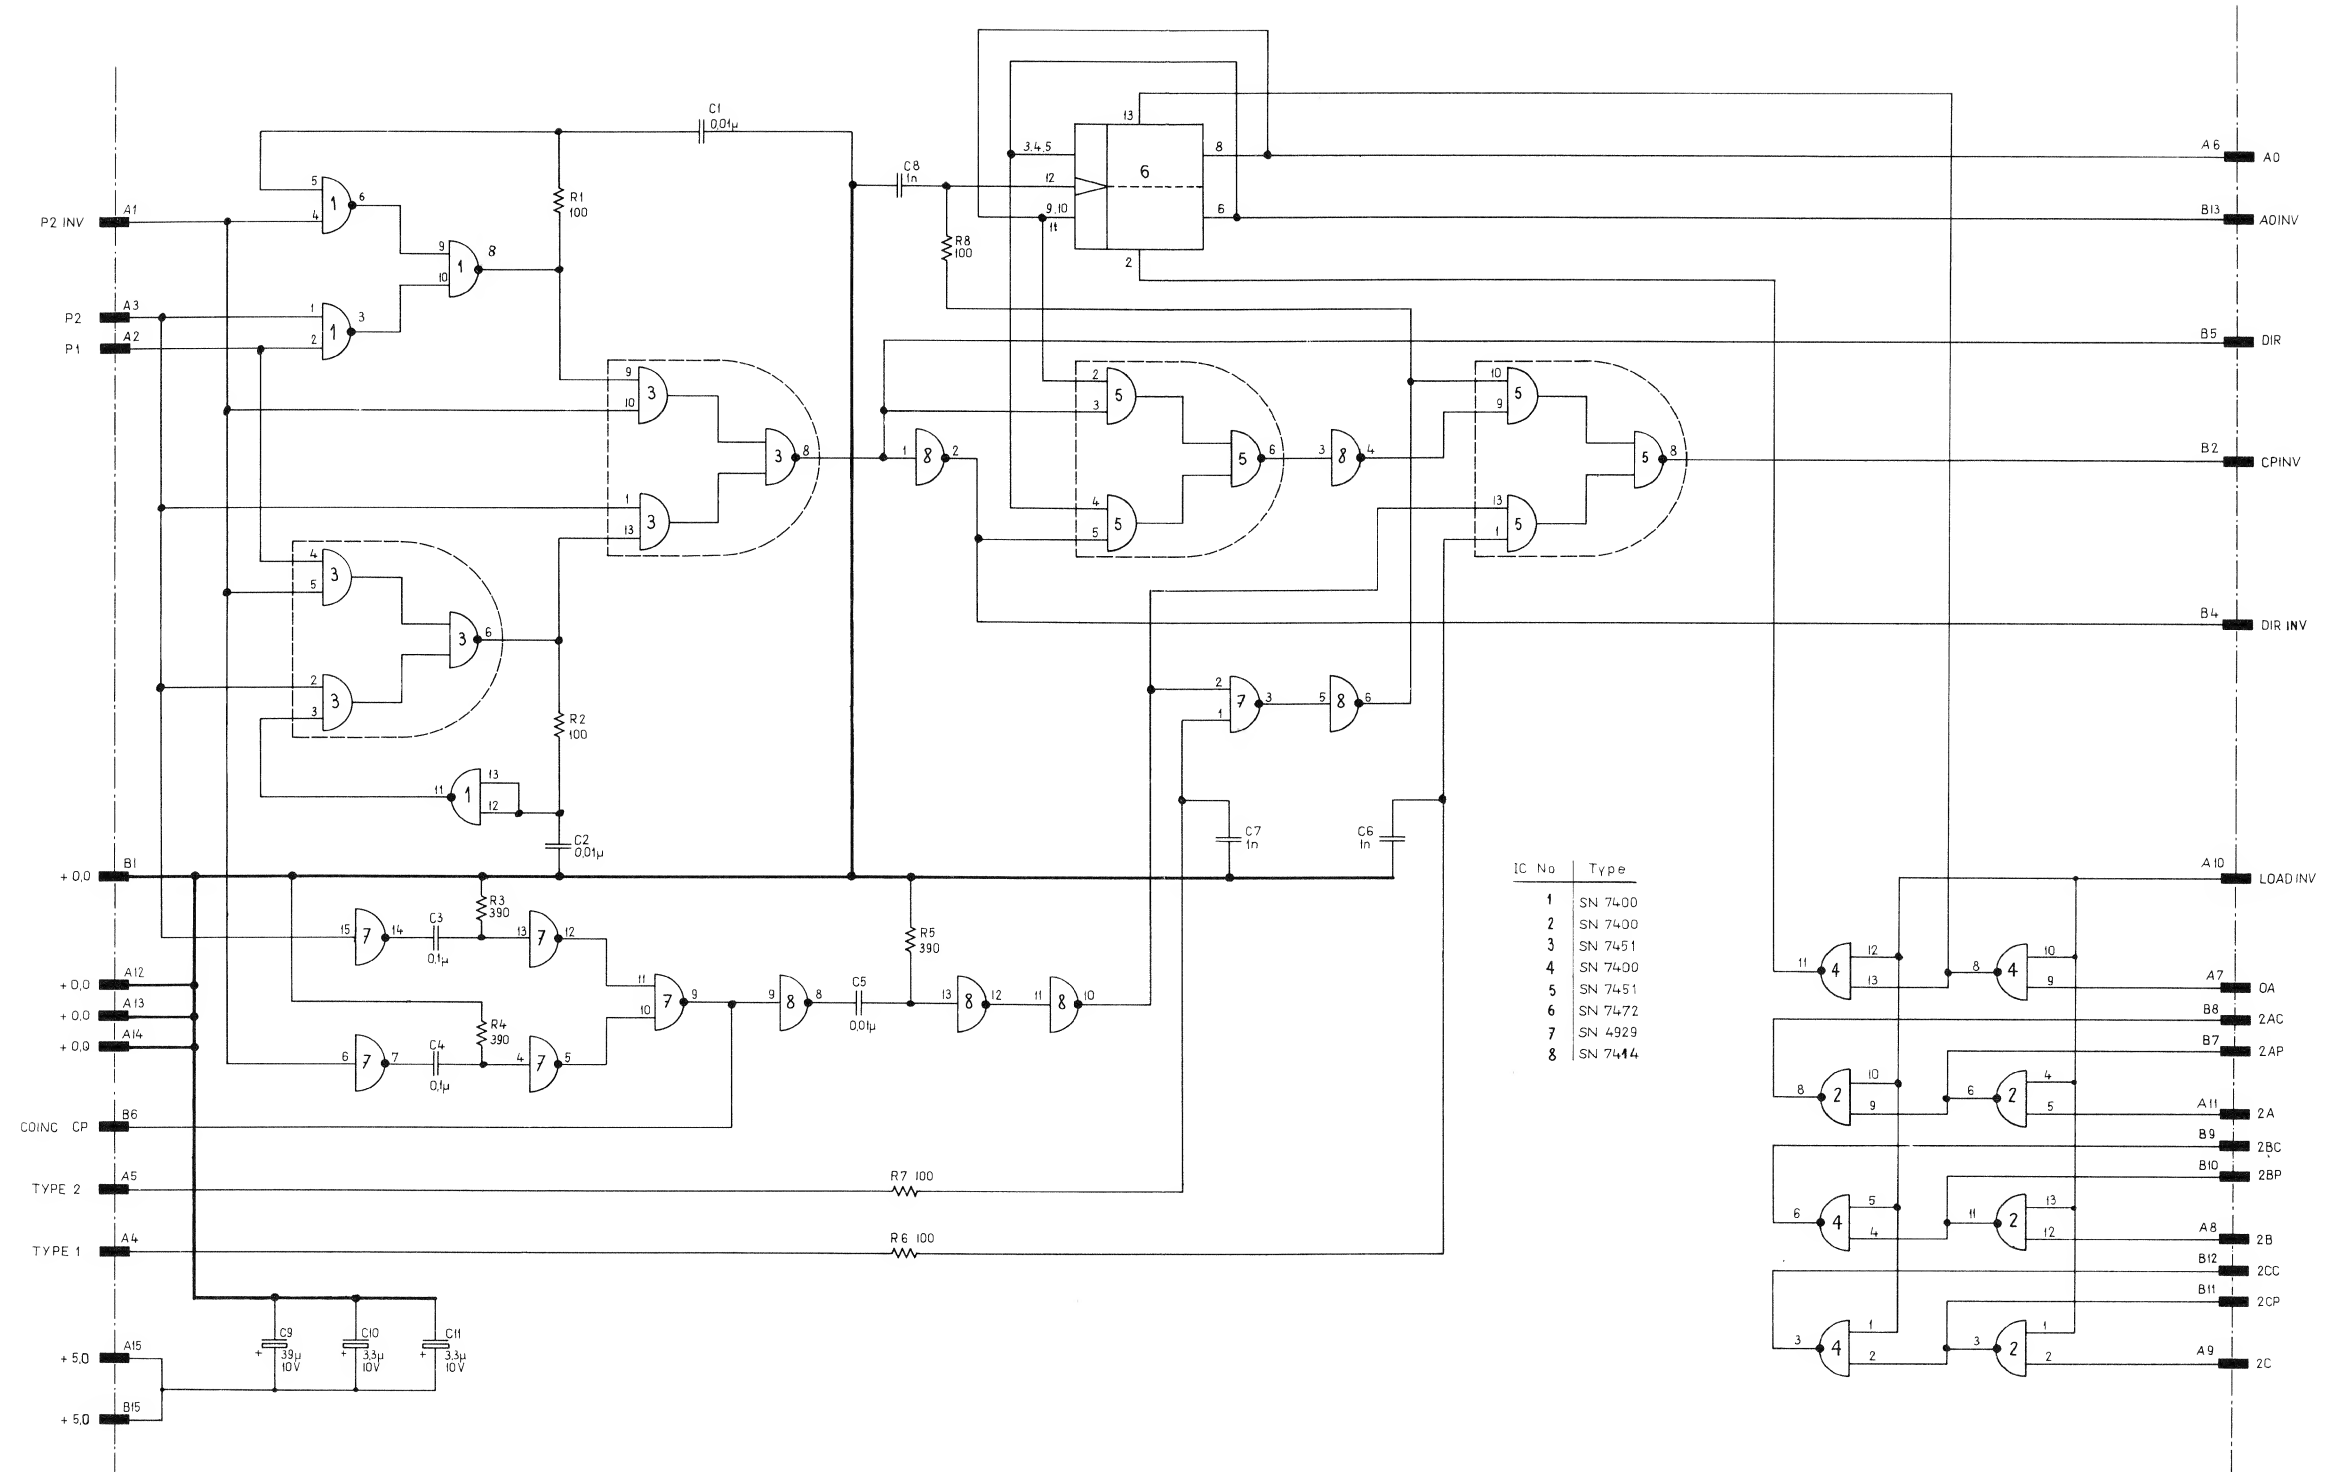 C1
0,01µ
13
3.4.5
8
A6
A0
C8
1n
12
6
5
1
6
4
R1
100
9.10
11
6
B13
A0INV
P2 INV
A1
R8
100
2
9
1
8
10
P2
A3
1
1
3
P1
A2
2
B5
DIR
9
3
10
2
5
3
10
5
9
3
8
1
8
2
5
6
3
8
4
5
8
B2
CPINV
1
3
13
4
5
5
13
5
1
4
3
5
B4
DIR INV
3
6
2
3
3
R2
100
2
7
3
1
5
8
6
13
11
1
12
C2
0,01µ
C7
1n
C6
1n
+ 0,0
B1
IC No
Type
1
SN 7400
2
SN 7400
3
SN 7451
4
SN 7400
5
SN 7451
6
SN 7472
7
SN 4929
8
SN 7414
A10
LOADINV
R3
390
15
7
14
C3
0,1µ
13
7
12
R5
390
11
4
12
13
8
4
10
9
A7
0A
+ 0,0
A12
+ 0,0
A13
+ 0,0
A14
11
7
9
10
9
8
8
C5
0,01µ
13
8
12
11
8
10
R4
390
6
7
7
C4
0,1µ
4
7
5
B8
2AC
B7
2AP
8
2
10
9
6
2
4
5
A11
2A
COINC CP
B6
B9
2BC
B10
2BP
TYPE 2
A5
R7 100
6
4
5
4
11
2
13
12
A8
2B
TYPE 1
A4
R6 100
B12
2CC
B11
2CP
3
4
1
2
3
2
1
2
A9
2C
C9
+
39µ
10V
C10
+
3,3µ
10V
C11
+
3,3µ
10V
+ 5,0
A15
+ 5,0
B15